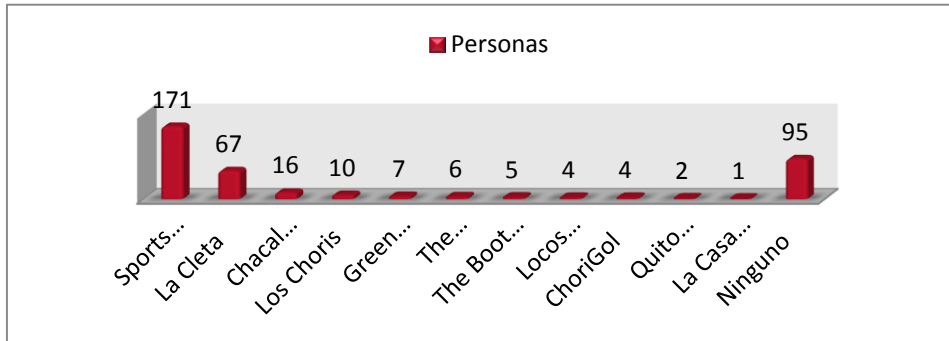 Personas
171
67
16
10
7
6
5
4
4
2
1
95
Sports...
La Cleta
Chacal...
Los Choris
Green...
The...
The Boot...
Locos...
ChoriGol
Quito...
La Casa...
Ninguno